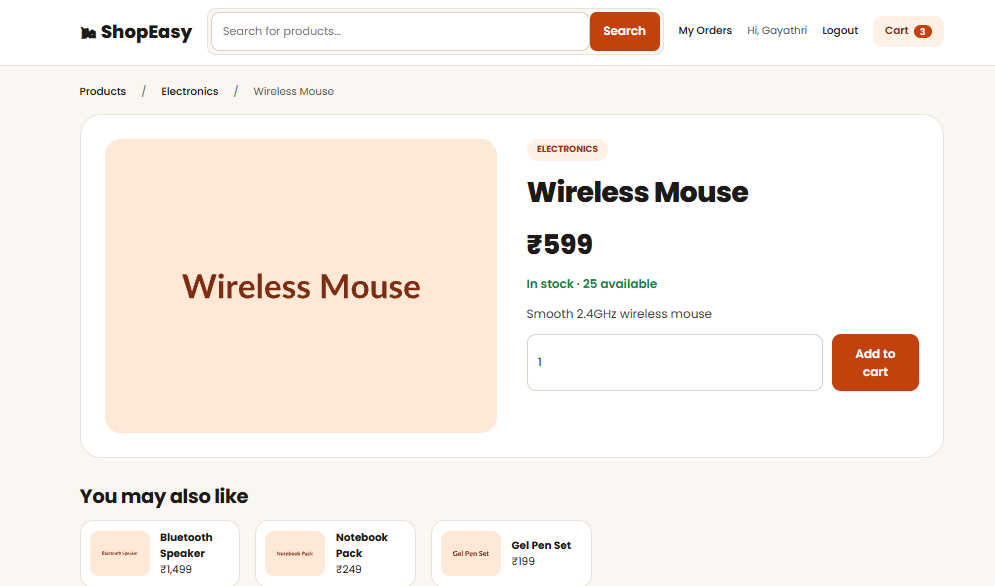 ShopEasy
Search for products...
Search
My Orders
Hi, Gayathri
Logout
Cart 3
Products / Electronics / Wireless Mouse
Wireless Mouse
ELECTRONICS
Wireless Mouse
₹599
In stock · 25 available
Smooth 2.4GHz wireless mouse
1
Add to
cart
You may also like
Bluetooth Speaker
Bluetooth
Speaker
₹1,499
Notebook Pack
Notebook
Pack
₹249
Gel Pen Set
Gel Pen Set
₹199